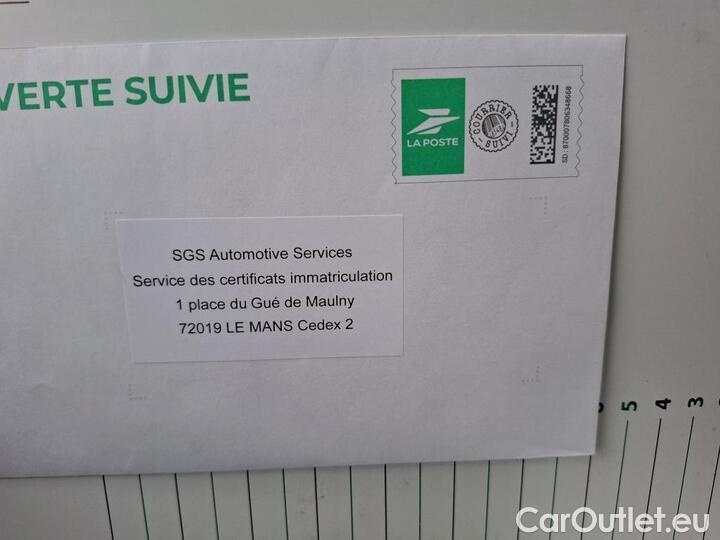 VERTE SUIVIE
LA POSTE
COURRIER
SUIVI
SD : 87000780634B668
SGS Automotive Services
Service des certificats immatriculation
1 place du Gué de Maulny
72019 LE MANS Cedex 2
5
4
3
CarOutlet.eu